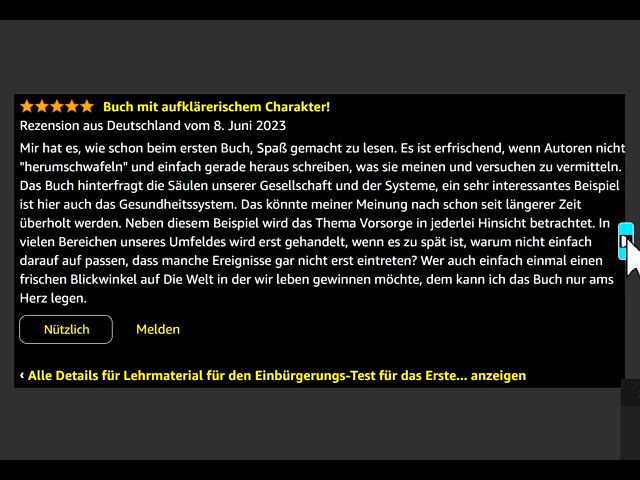 Buch mit aufklärerischem Charakter!
Rezension aus Deutschland vom 8. Juni 2023
Mir hat es, wie schon beim ersten Buch, Spaß gemacht zu lesen. Es ist erfrischend, wenn Autoren nicht
"herumschwafeln" und einfach gerade heraus schreiben, was sie meinen und versuchen zu vermitteln.
Das Buch hinterfragt die Säulen unserer Gesellschaft und der Systeme, ein sehr interessantes Beispiel
ist hier auch das Gesundheitssystem. Das könnte meiner Meinung nach schon seit längerer Zeit
überholt werden. Neben diesem Beispiel wird das Thema Vorsorge in jederlei Hinsicht betrachtet. In
vielen Bereichen unseres Umfeldes wird erst gehandelt, wenn es zu spät ist, warum nicht einfach
darauf auf passen, dass manche Ereignisse gar nicht erst eintreten? Wer auch einfach einmal einen
frischen Blickwinkel auf Die Welt in der wir leben gewinnen möchte, dem kann ich das Buch nur ams
Herz legen.
Nützlich Melden
‹ Alle Details für Lehrmaterial für den Einbürgerungs-Test für das Erste... anzeigen